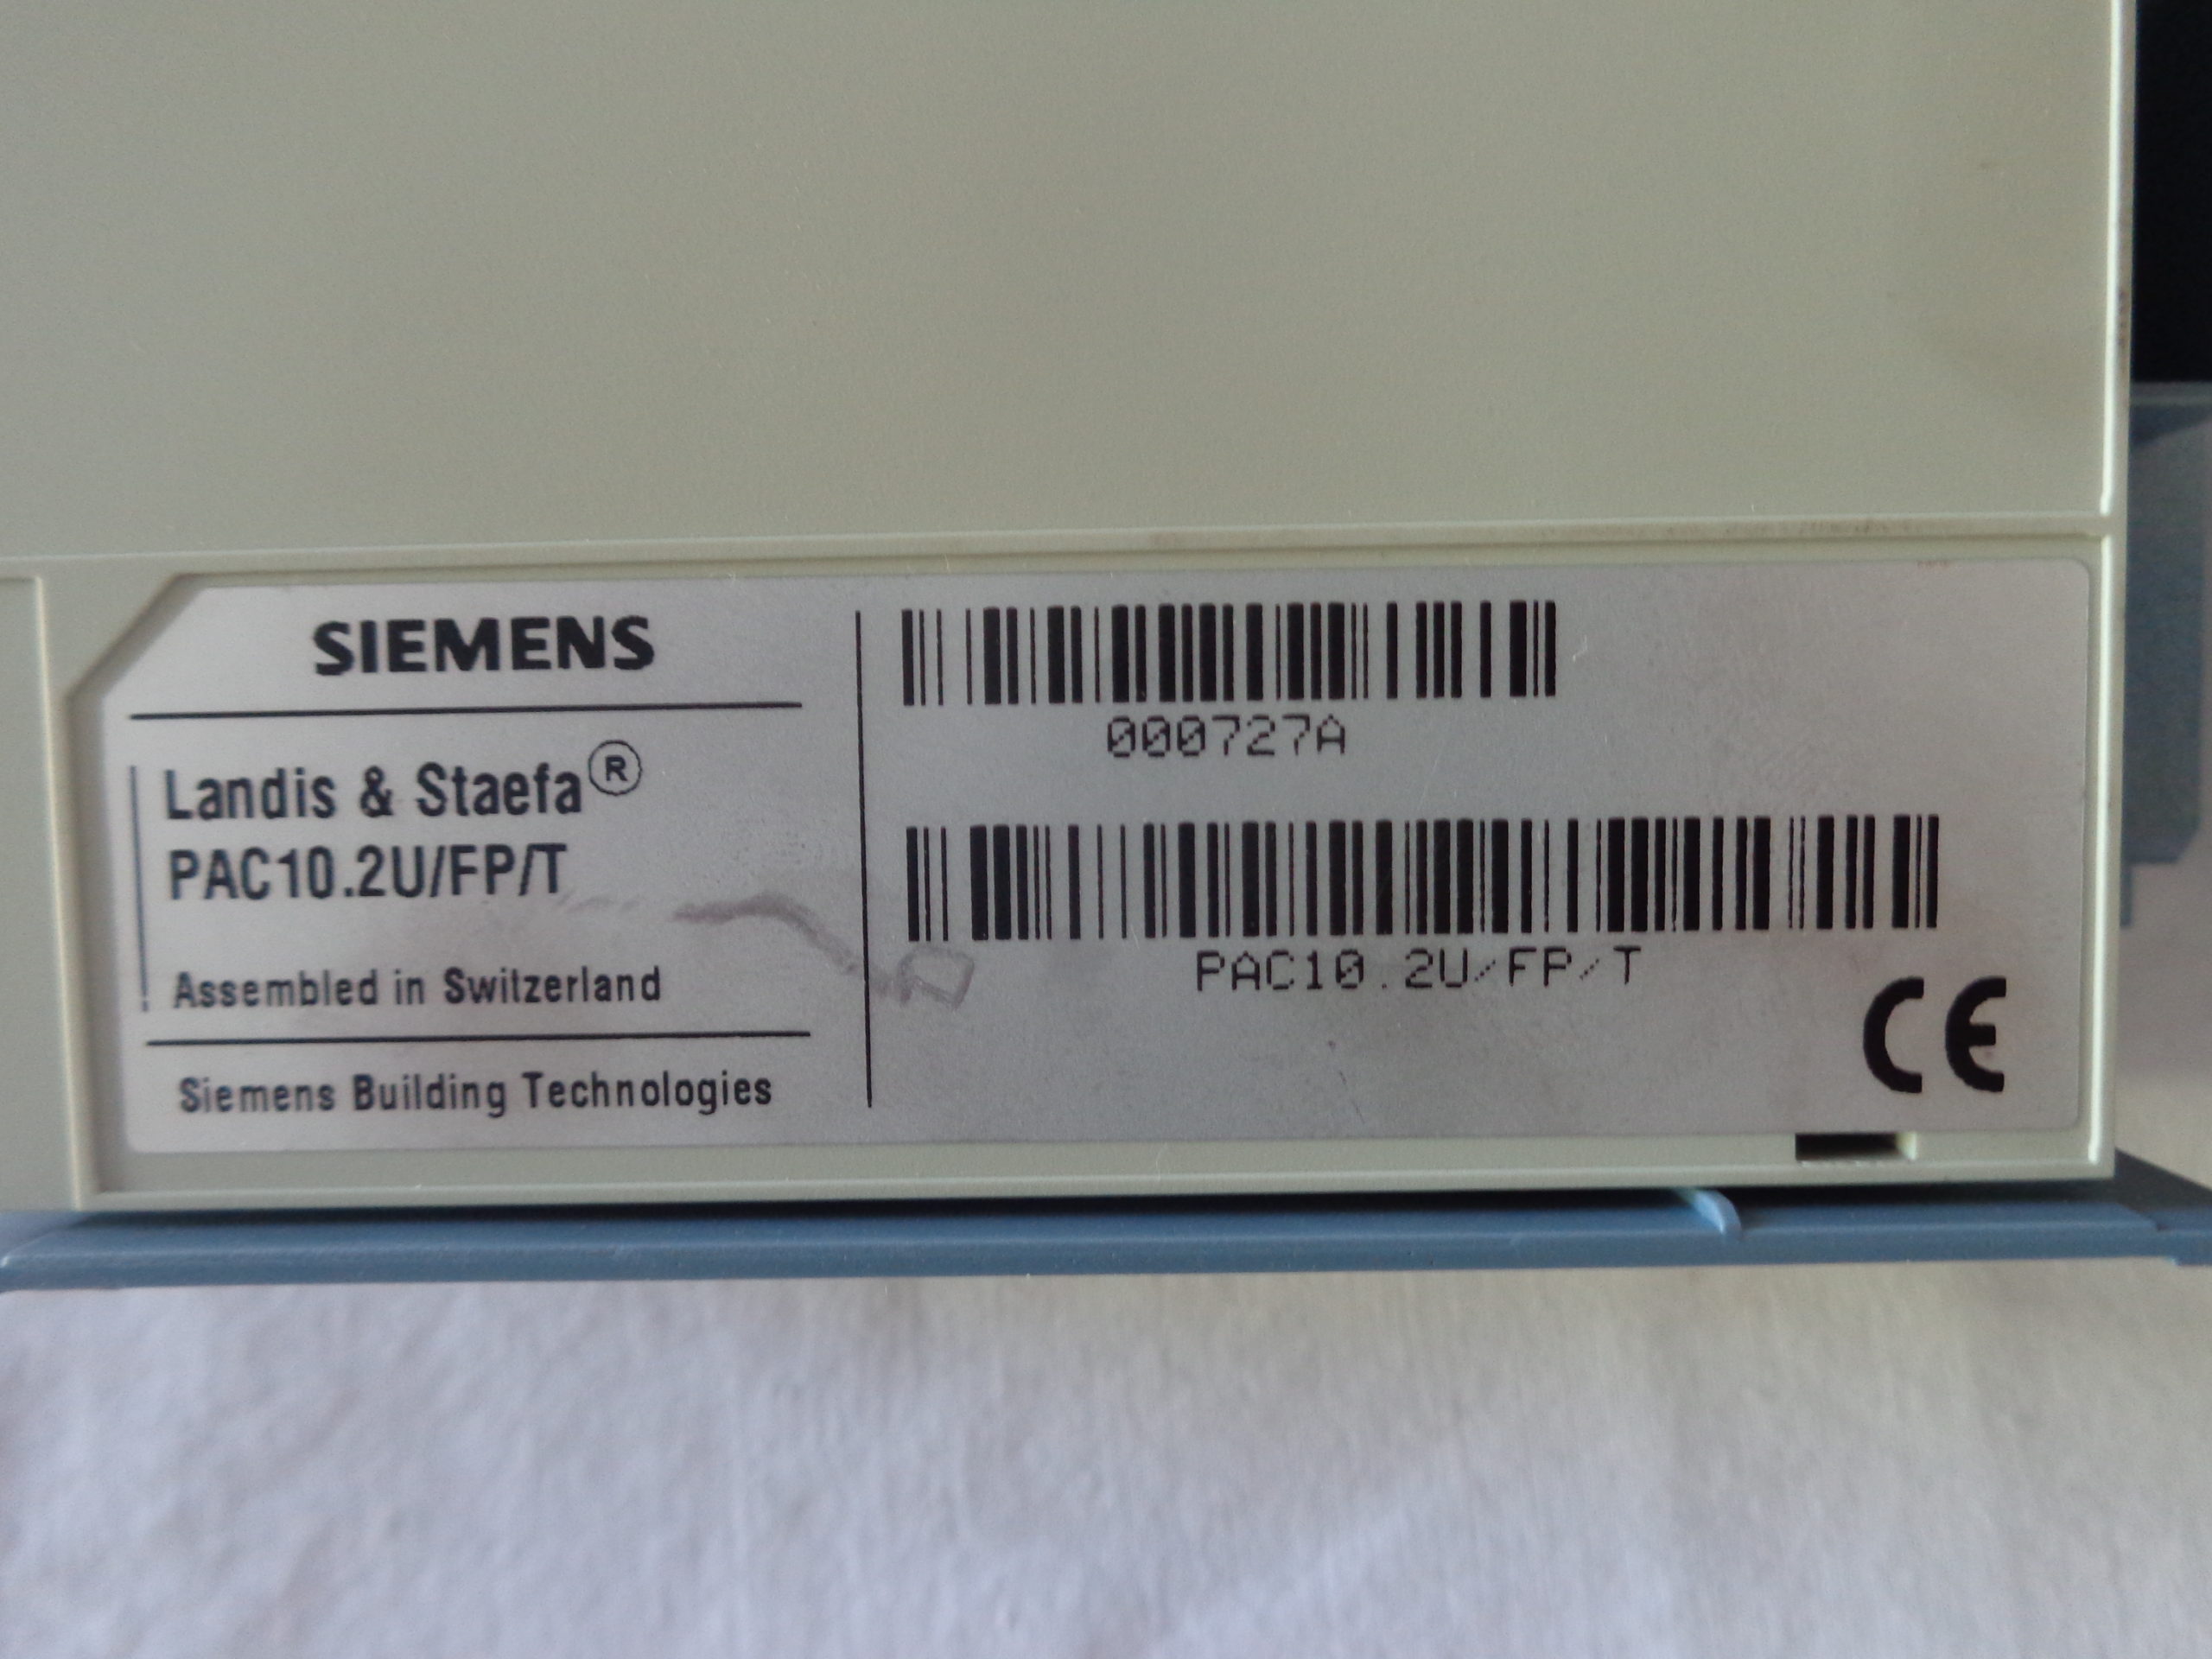 SIEMENS
Landis & Staefa®
PAC10.2U/FP/T
Assembled in Switzerland
Siemens Building Technologies
000727A
PAC10.2U/FP/T
CE